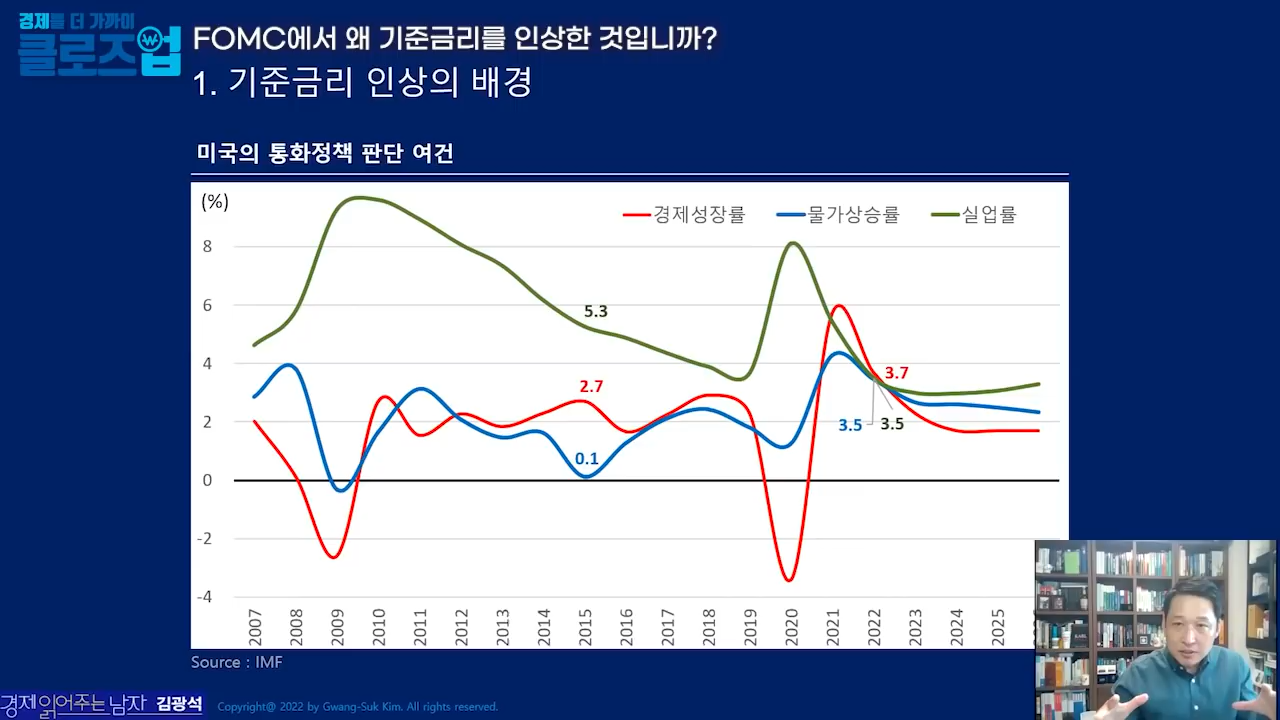 경제를 더 가까이
클로즈업
FOMC에서 왜 기준금리를 인상한 것입니까?
1. 기준금리 인상의 배경
미국의 통화정책 판단 여건
(%)
경제성장률 물가상승률 실업률
8
6
4
2
0
-2
-4
5.3
2.7
0.1
3.7
3.5
3.5
2007 2008 2009 2010 2011 2012 2013 2014 2015 2016 2017 2018 2019 2020 2021 2022 2023 2024 2025
Source : IMF
경제 읽어주는 남자 김광석
Copyright@ 2022 by Gwang-Suk Kim. All rights reserved.